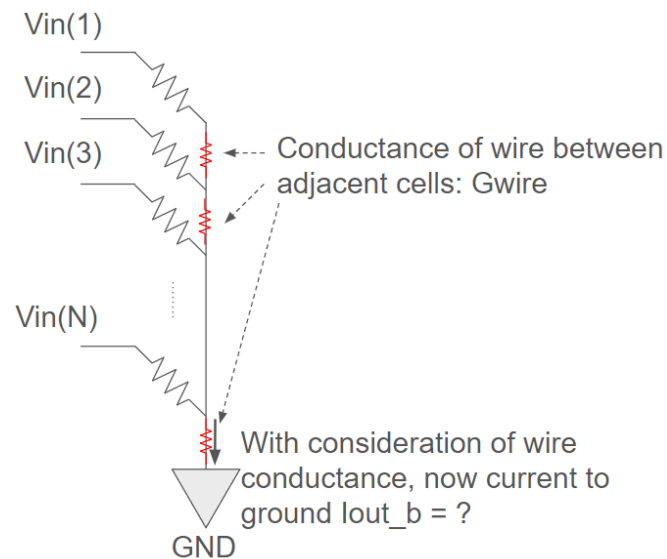 Vin(1)
Vin(2)
Vin(3)
Conductance of wire between
adjacent cells: Gwire
Vin(N)
With consideration of wire
conductance, now current to
ground Iout_b = ?
GND